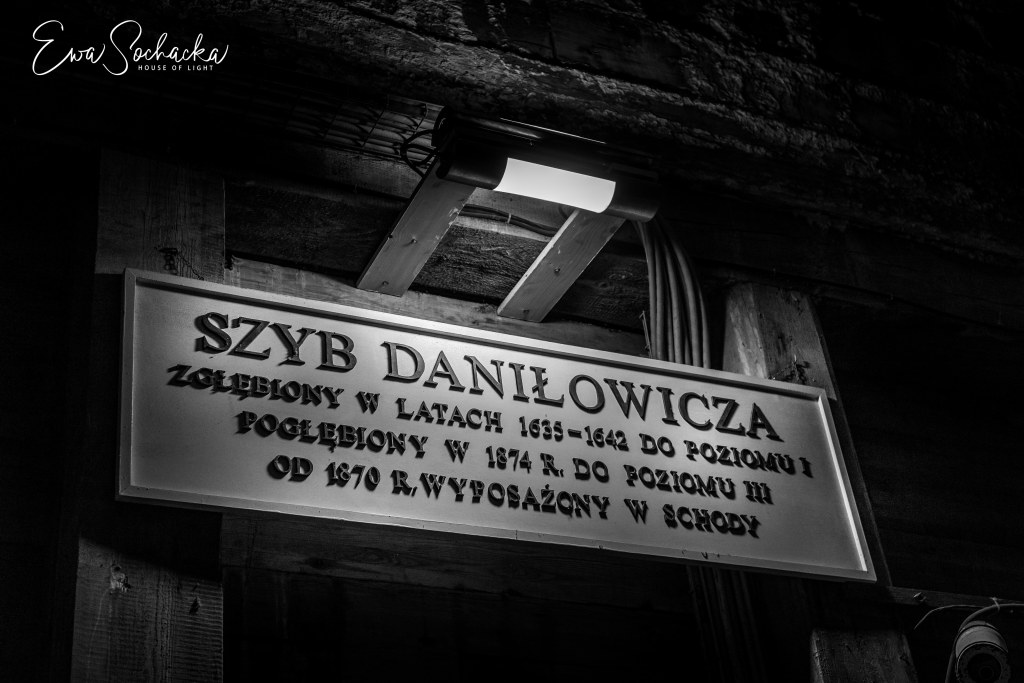 Ewa Sochacka
HOUSE OF LIGHT
SZYB DANIŁOWICZA
ZGŁĘBIONY W LATACH 1635-1642 DO POZIOMU I
POGŁĘBIONY W 1874 R. DO POZIOMU III
OD 1870 R. WYPOSAŻONY W SCHODY